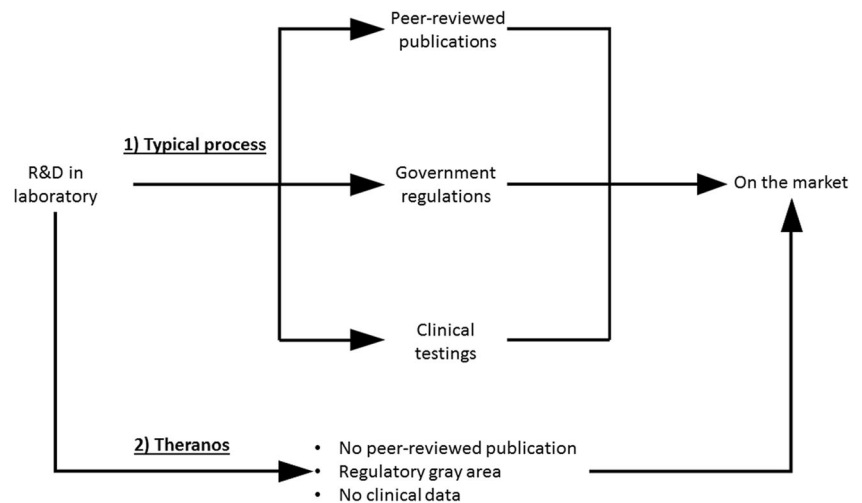 Peer-reviewed
publications
1) Typical process
R&D in
laboratory
Government
regulations
On the market
Clinical
testings
2) Theranos
• No peer-reviewed publication
• Regulatory gray area
• No clinical data